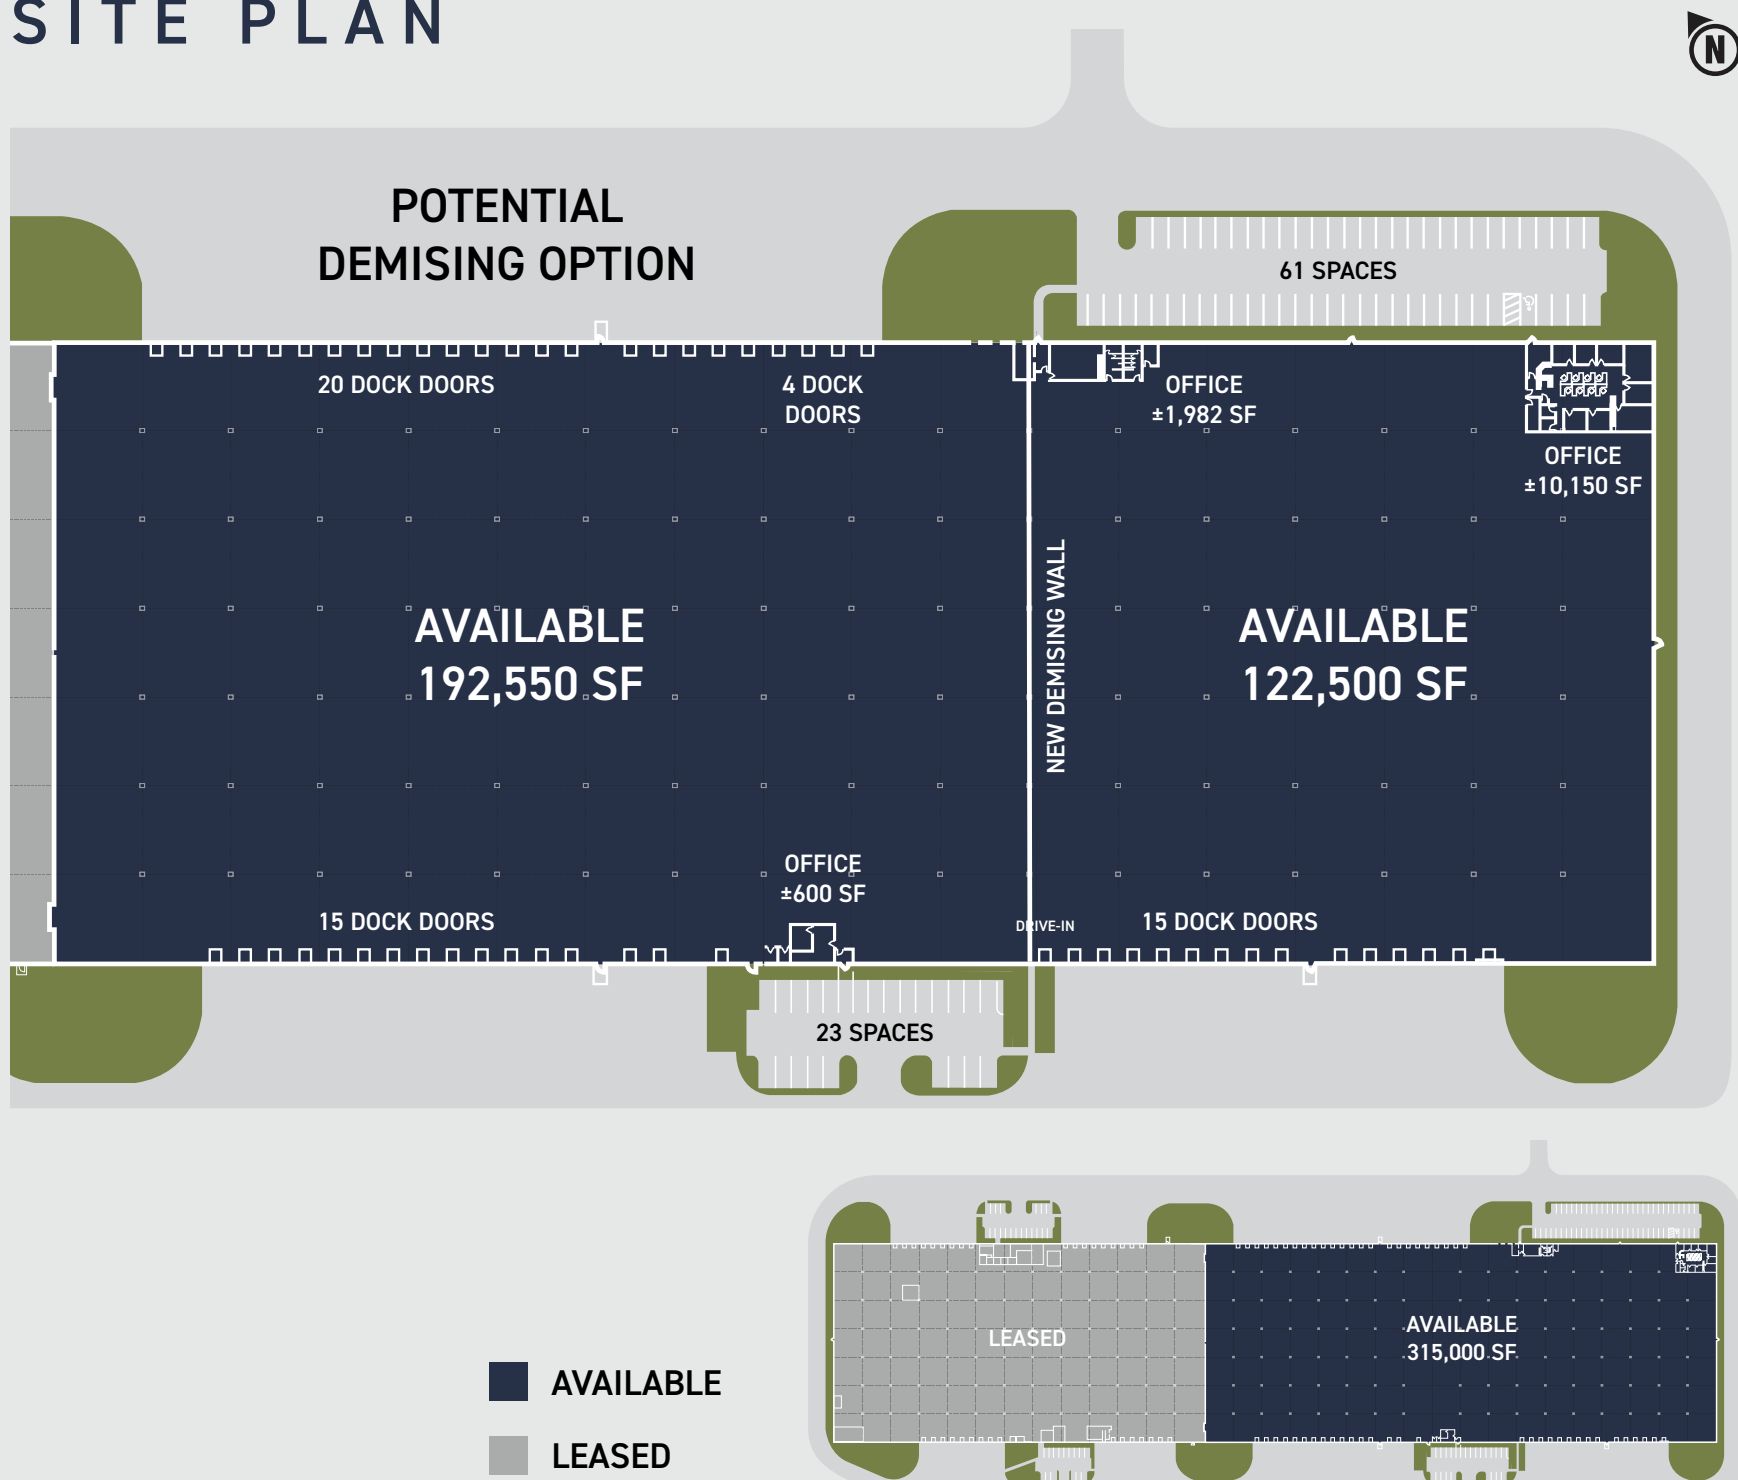 SITE PLAN
N
POTENTIAL
DEMISING OPTION
61 SPACES
20 DOCK DOORS
4 DOCK
DOORS
OFFICE
±1,982 SF
OFFICE
±10,150 SF
AVAILABLE
192,550 SF
NEW DEMISING WALL
AVAILABLE
122,500 SF
OFFICE
±600 SF
15 DOCK DOORS
DRIVE-IN
15 DOCK DOORS
23 SPACES
LEASED
AVAILABLE
315,000 SF
AVAILABLE
LEASED